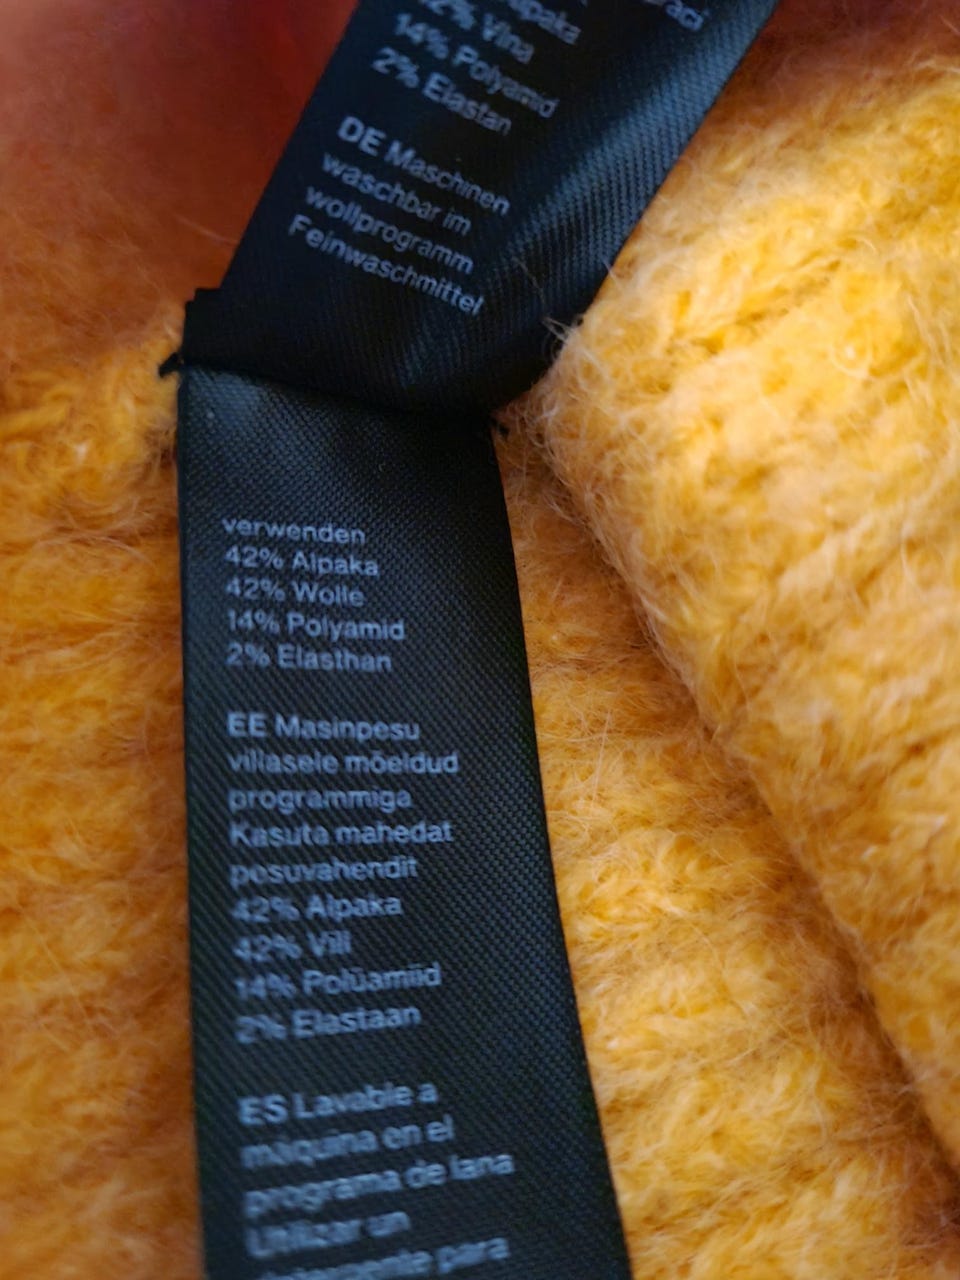 Vlna
14% Polyamid
2% Elastan
DE Maschinen
waschbar im
wollprogramm
Feinwaschmittel
verwenden
42% Alpaka
42% Wolle
14% Polyamid
2% Elasthan
EE Masinpesu
villasele mõeldud
programmiga
Kasuta mahedat
pesuvahendit
42% Alpaka
42% Vill
14% Polüamiid
2% Elastaan
ES Lavable a
máquina en el
programa de lana
Utilizar un
para